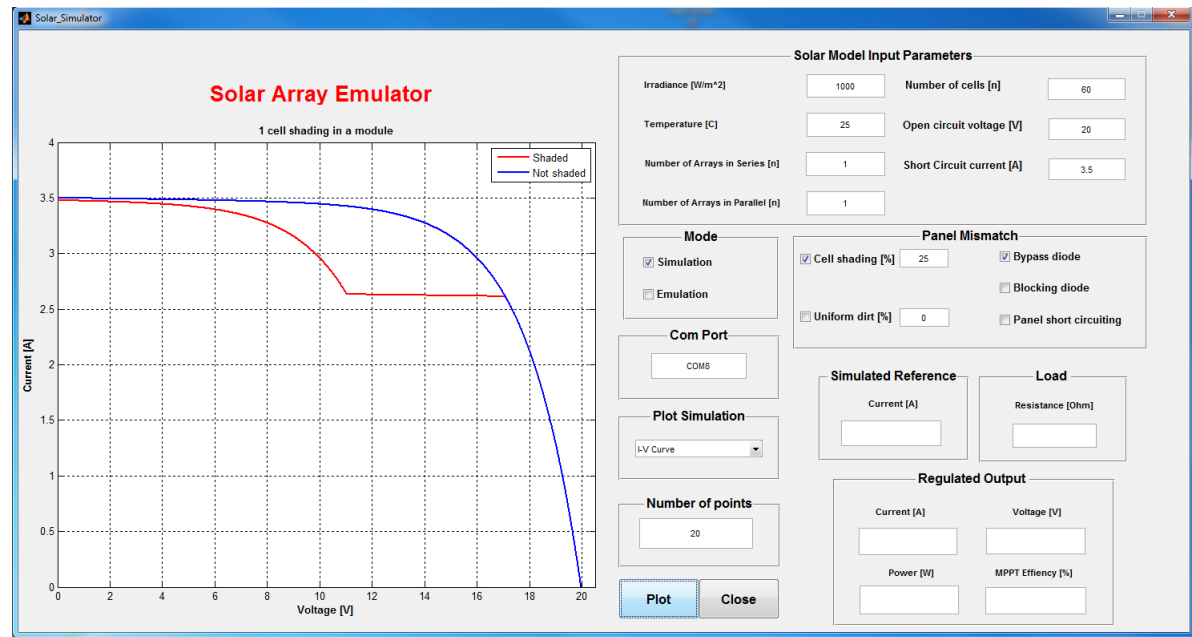 Solar_Simulator
Solar Array Emulator
1 cell shading in a module
Shaded
Not shaded
4
3.5
3
2.5
2
1.5
1
0.5
0
Current [A]
0 2 4 6 8 10 12 14 16 18 20
Voltage [V]
Solar Model Input Parameters
Irradiance [W/m^2] 1000 Number of cells [n] 60
Temperature [C] 25 Open circuit voltage [V] 20
Number of Arrays in Series [n] 1 Short Circuit current [A] 3.5
Number of Arrays in Parallel [n] 1
Mode
Simulation
Emulation
Panel Mismatch
Cell shading [%] 25 Bypass diode
Blocking diode
Uniform dirt [%] 0 Panel short circuiting
Com Port
COM8
Simulated Reference
Current [A]
Load
Resistance [Ohm]
Plot Simulation
I-V Curve
Number of points
20
Regulated Output
Current [A] Voltage [V]
Power [W] MPPT Effiency [%]
Plot Close